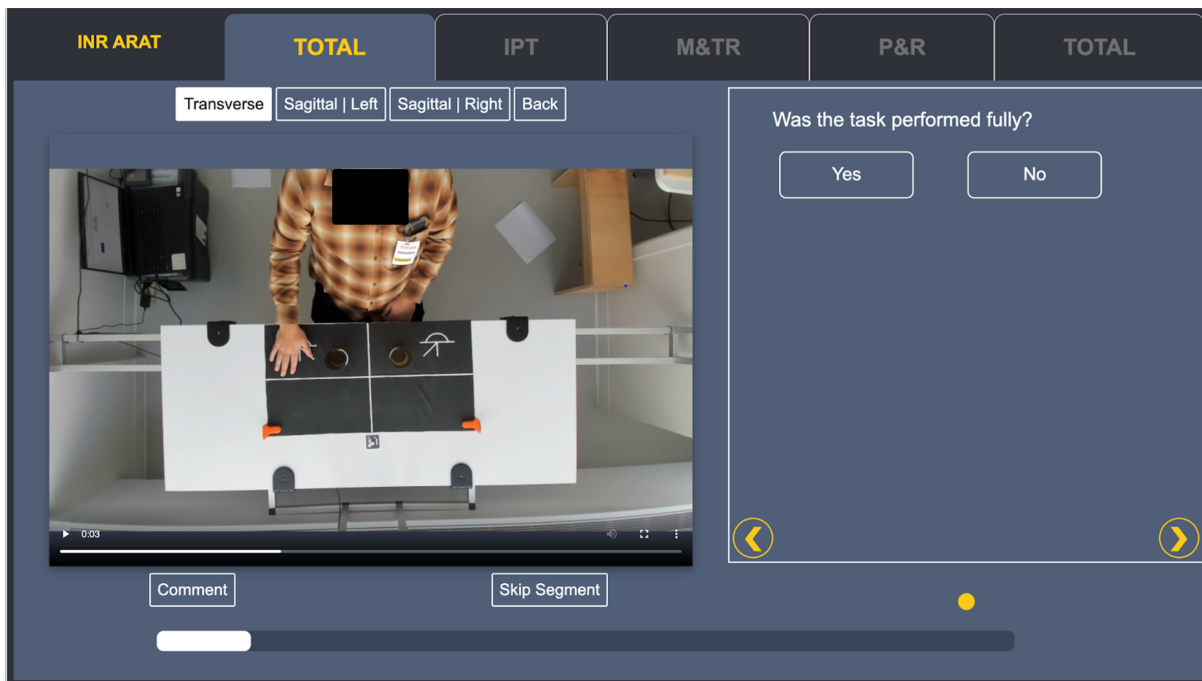 INR ARAT
TOTAL
IPT
M&TR
P&R
TOTAL
Transverse
Sagittal | Left
Sagittal | Right
Back
0:03
Comment
Skip Segment
Was the task performed fully?
Yes
No